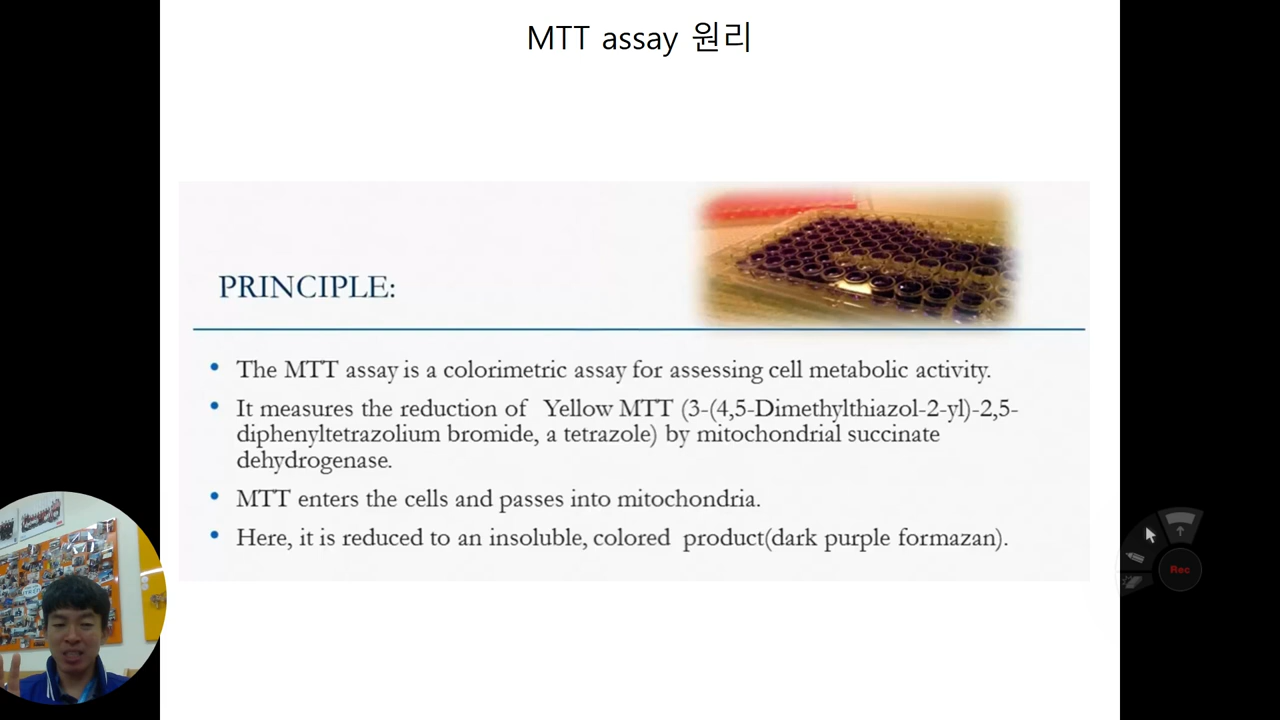 MTT assay 원리
PRINCIPLE:
• The MTT assay is a colorimetric assay for assessing cell metabolic activity.
• It measures the reduction of Yellow MTT (3-(4,5-Dimethylthiazol-2-yl)-2,5-
diphenyltetrazolium bromide, a tetrazole) by mitochondrial succinate
dehydrogenase.
• MTT enters the cells and passes into mitochondria.
• Here, it is reduced to an insoluble, colored product(dark purple formazan).
Rec